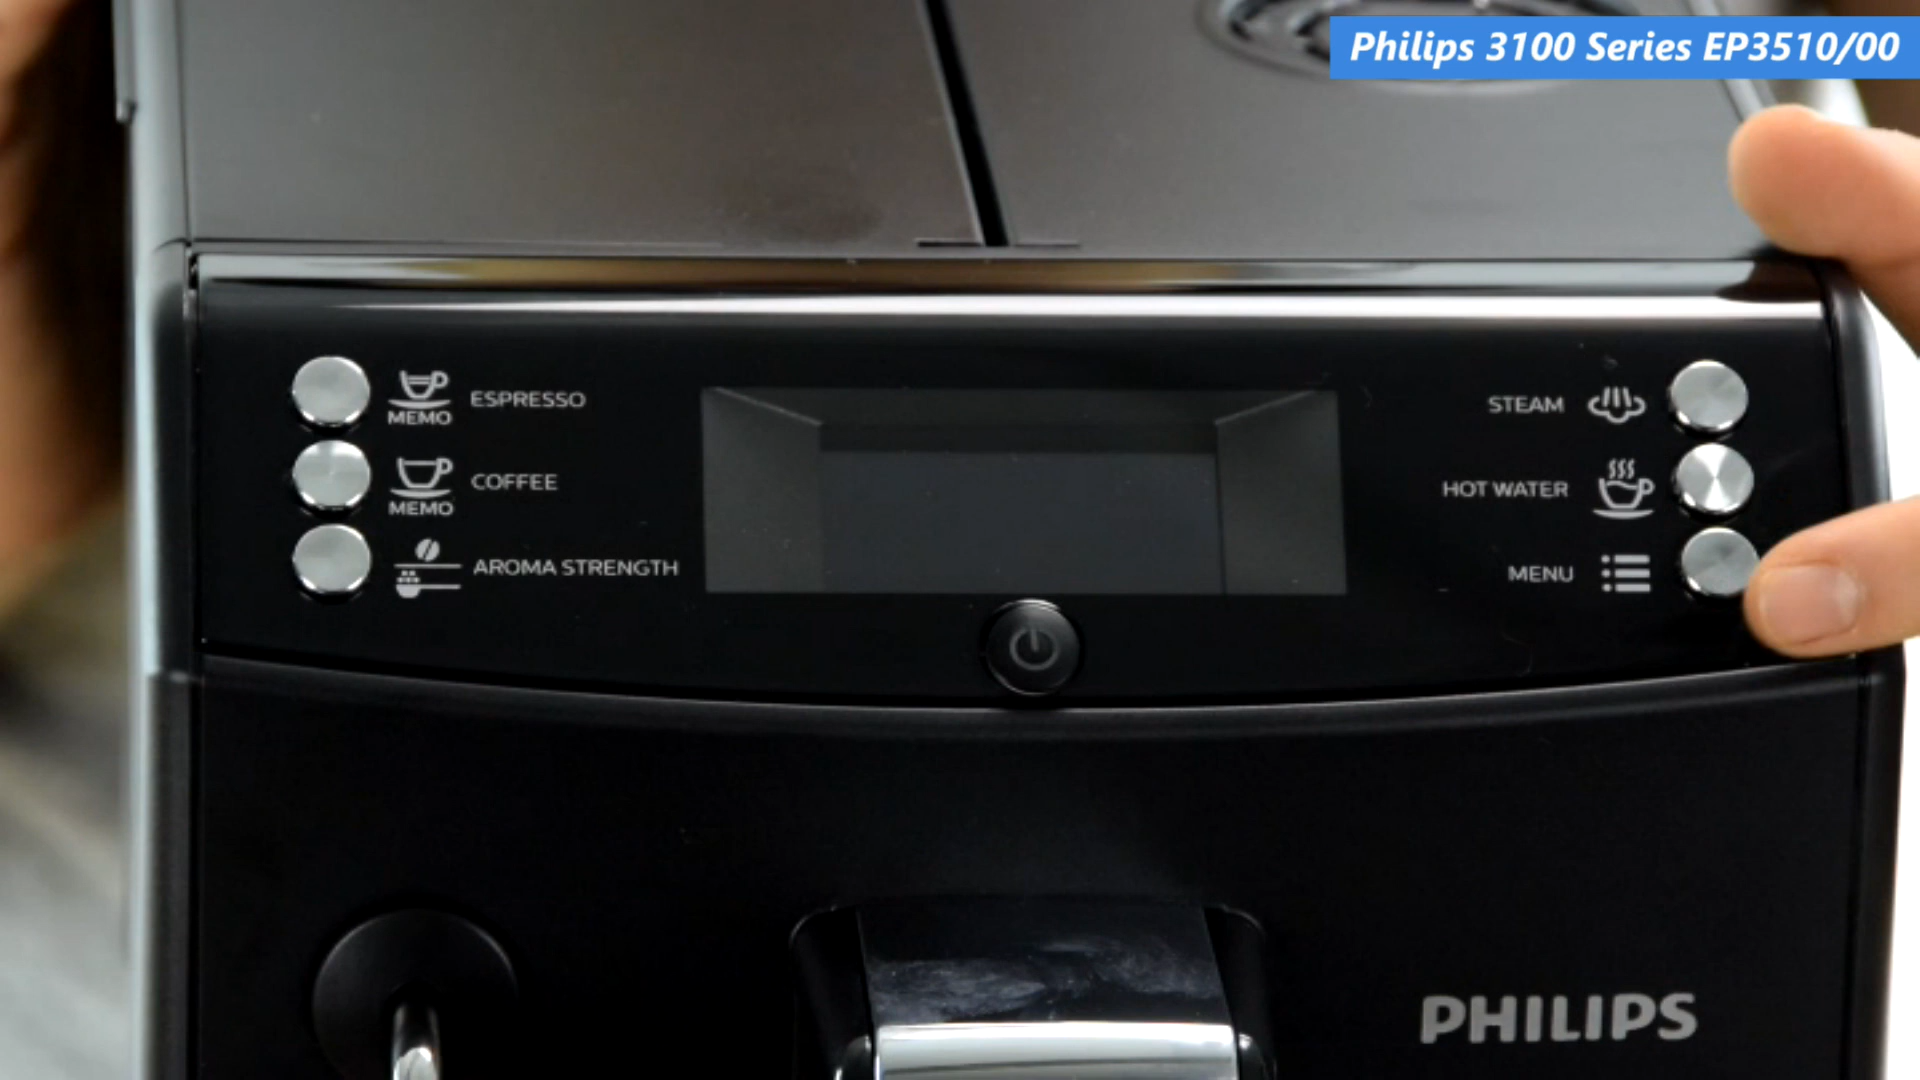 Philips 3100 Series EP3510/00
MEMO ESPRESSO
MEMO COFFEE
AROMA STRENGTH
STEAM
HOT WATER
MENU
PHILIPS